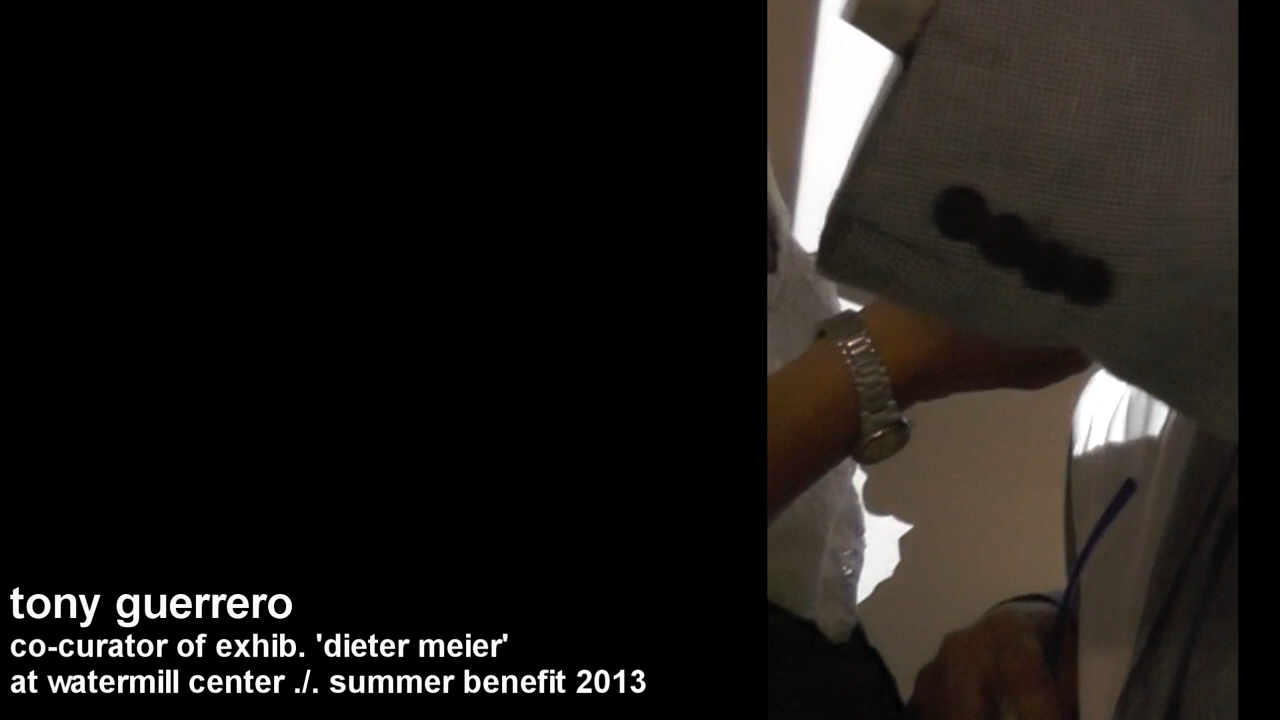 tony guerrero
co-curator of exhib. 'dieter meier'
at watermill center ./. summer benefit 2013